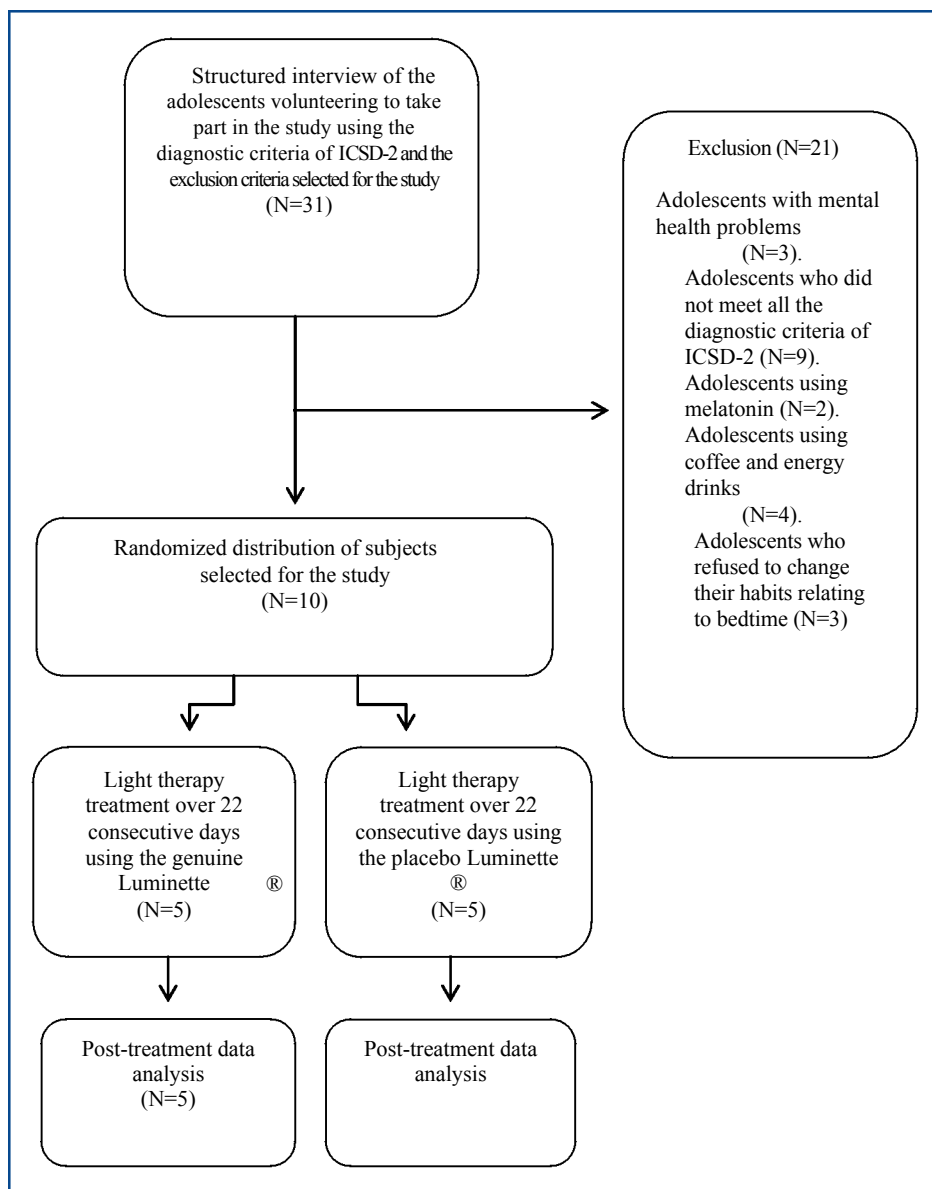 Structured interview of the
adolescents volunteering to take
part in the study using the
diagnostic criteria of ICSD-2 and the
exclusion criteria selected for the study
(N=31)
Exclusion (N=21)
Adolescents with mental
health problems
(N=3).
Adolescents who did
not meet all the
diagnostic criteria of
ICSD-2 (N=9).
Adolescents using
melatonin (N=2).
Adolescents using
coffee and energy
drinks
(N=4).
Adolescents who
refused to change
their habits relating
to bedtime (N=3)
Randomized distribution of subjects
selected for the study
(N=10)
Light therapy
treatment over 22
consecutive days
using the genuine
Luminette ®
(N=5)
Light therapy
treatment over 22
consecutive days using
the placebo Luminette
®
(N=5)
Post-treatment data
analysis
(N=5)
Post-treatment data
analysis